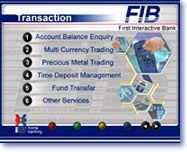 Transaction
FIB
First Interactive Bank
1 Account Balance Enquiry
2 Multi Currency Trading
3 Precious Metal Trading
4 Time Deposit Management
5 Fund Transfer
6 Other Services
home
banking